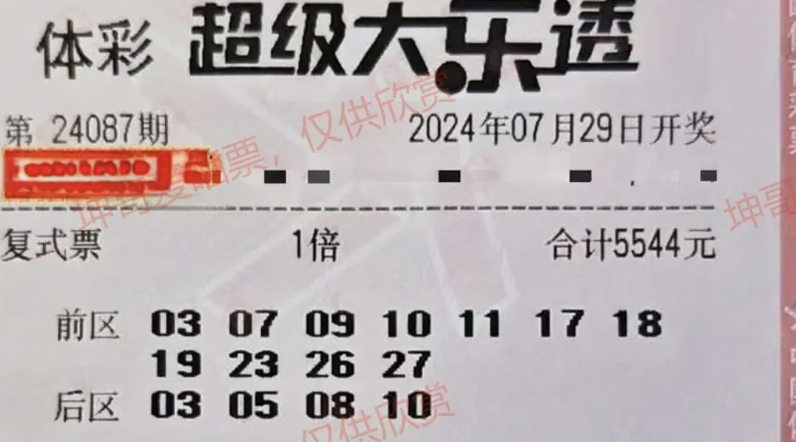 体彩 超级大乐透
第 24087期 2024年07月29日开奖
复式票 1倍 合计5544元
前区 03 07 09 10 11 17 18
19 23 26 27
后区 03 05 08 10
坤哥爱晒票，仅供欣赏
坤哥
仅供欣赏